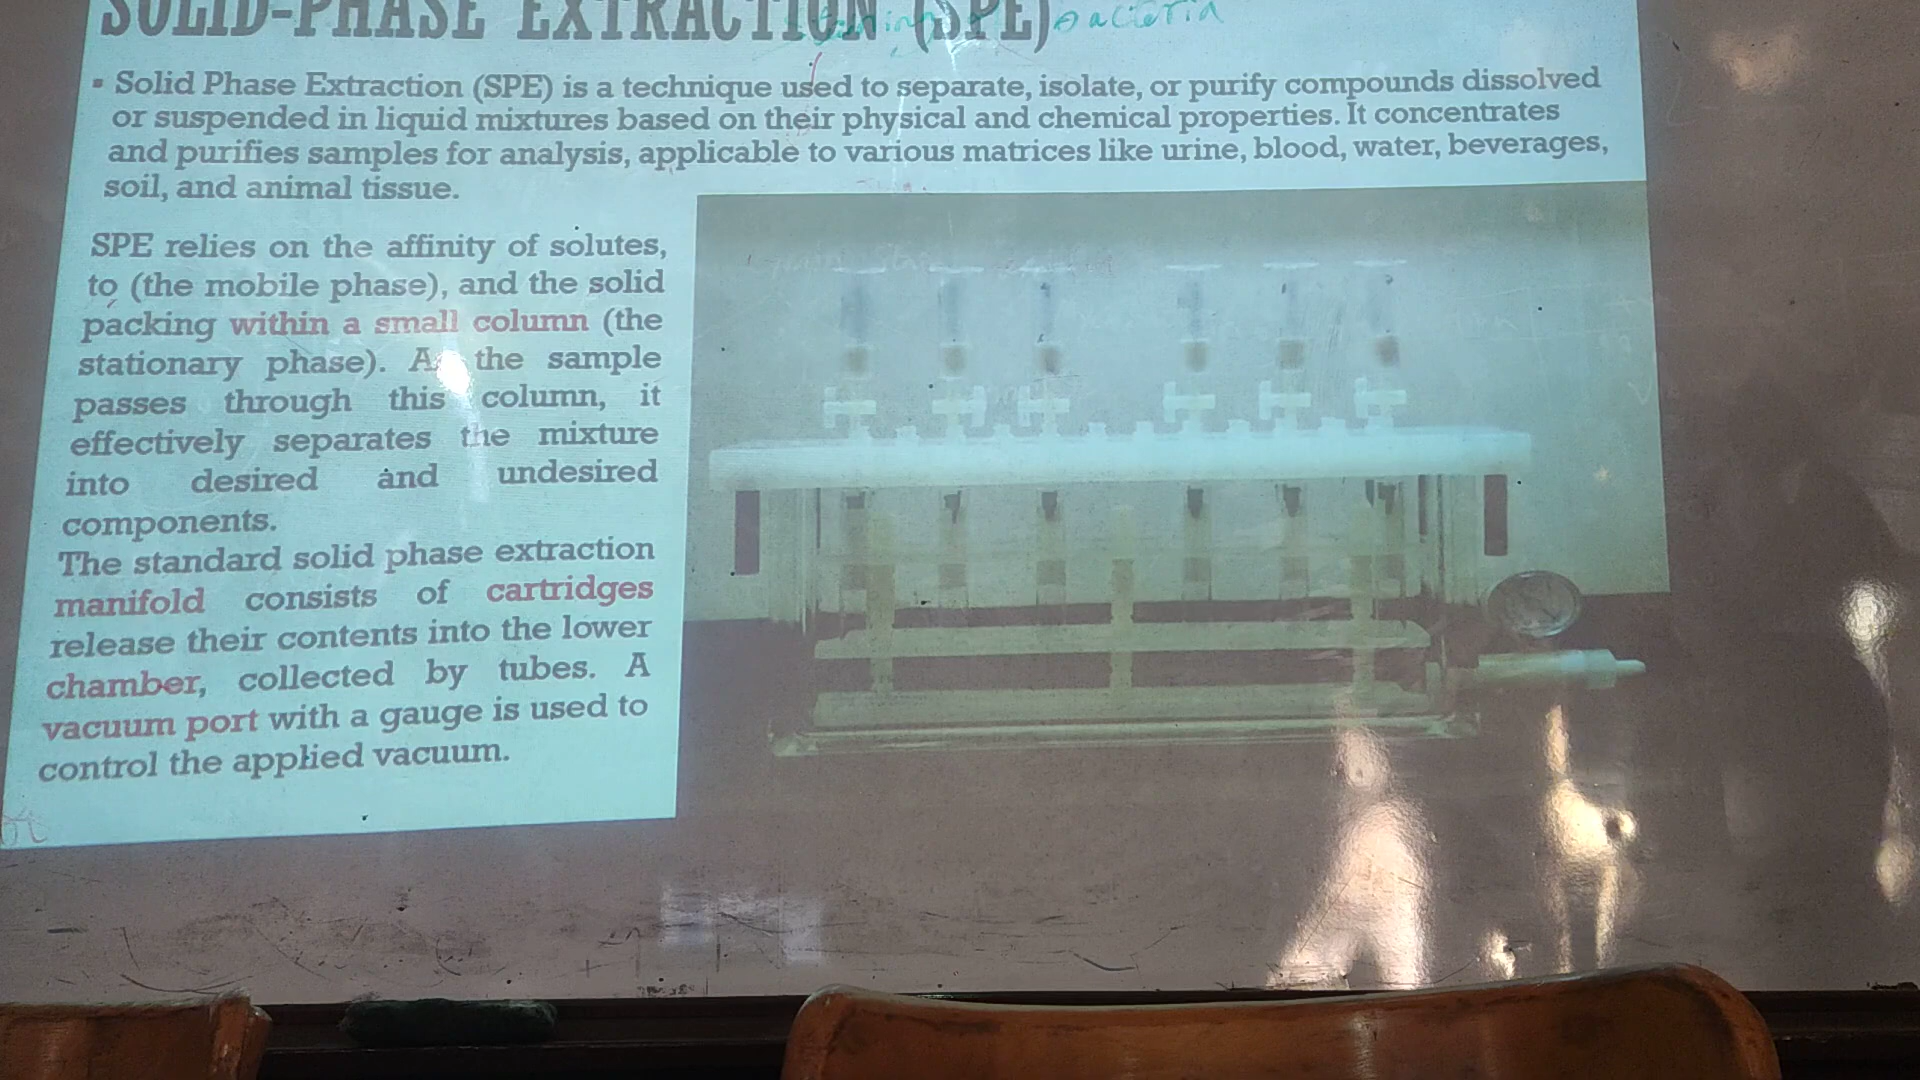 SOLID-PHASE EXTRACTION (SPE)
bacteria
▪ Solid Phase Extraction (SPE) is a technique used to separate, isolate, or purify compounds dissolved
or suspended in liquid mixtures based on their physical and chemical properties. It concentrates
and purifies samples for analysis, applicable to various matrices like urine, blood, water, beverages,
soil, and animal tissue.
SPE relies on the affinity of solutes,
to (the mobile phase), and the solid
packing within a small column (the
stationary phase). As the sample
passes through this column, it
effectively separates the mixture
into desired and undesired
components.
The standard solid phase extraction
manifold consists of cartridges
release their contents into the lower
chamber, collected by tubes. A
vacuum port with a gauge is used to
control the applied vacuum.